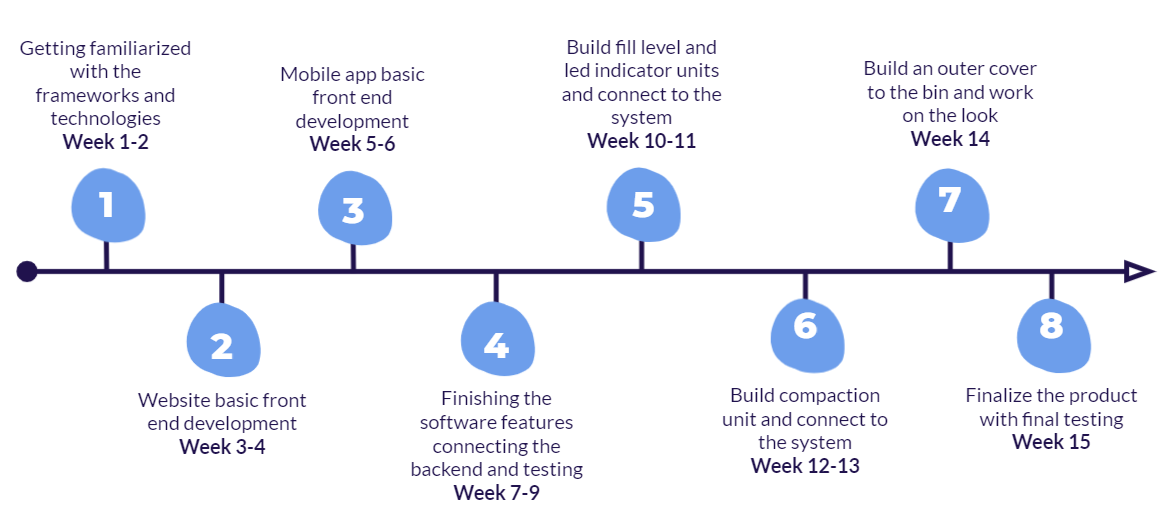 Getting familiarized
with the
frameworks and
technologies
Week 1-2
1
Website basic front
end development
Week 3-4
2
Mobile app basic
front end
development
Week 5-6
3
Finishing the
software features
connecting the
backend and testing
Week 7-9
4
Build fill level and
led indicator units
and connect to the
system
Week 10-11
5
Build compaction
unit and connect to
the system
Week 12-13
6
Build an outer cover
to the bin and work
on the look
Week 14
7
Finalize the product
with final testing
Week 15
8